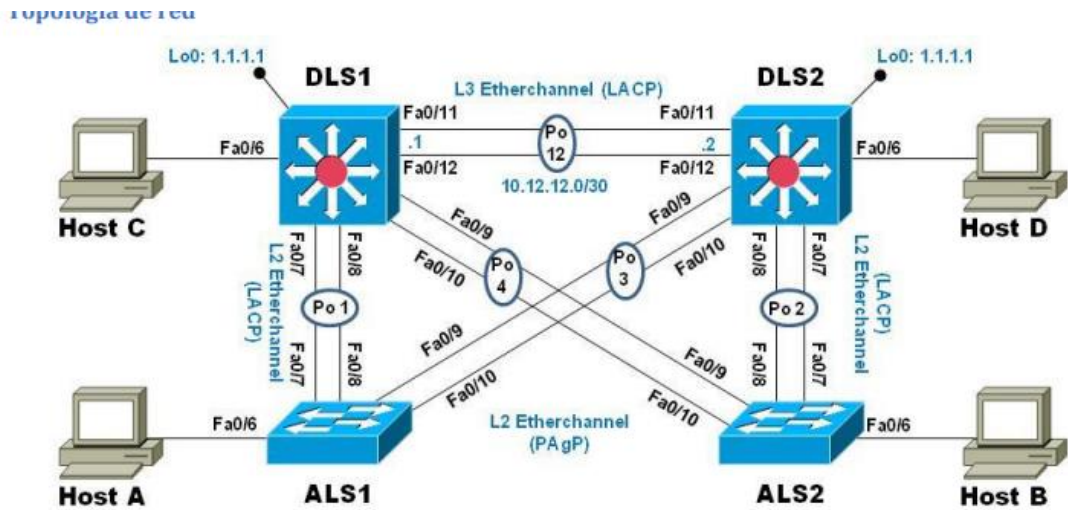 Topología de red
Lo0: 1.1.1.1
DLS1
DLS2
Lo0: 1.1.1.1
L3 Etherchannel (LACP)
Fa0/11
Fa0/11
Fa0/6
.1
Po 12
.2
Fa0/6
Fa0/12
Fa0/12
10.12.12.0/30
Host C
Host D
Fa0/7
Fa0/8
Fa0/9
Fa0/10
Po 4
Po 3
Fa0/9
Fa0/10
Fa0/8
Fa0/7
L2 Etherchannel
(LACP)
Po 1
Po 2
(LACP)
L2 Etherchannel
Fa0/7
Fa0/8
Fa0/9
Fa0/10
Fa0/9
Fa0/10
Fa0/8
Fa0/7
Fa0/6
L2 Etherchannel
(PAgP)
Fa0/6
Host A
ALS1
ALS2
Host B